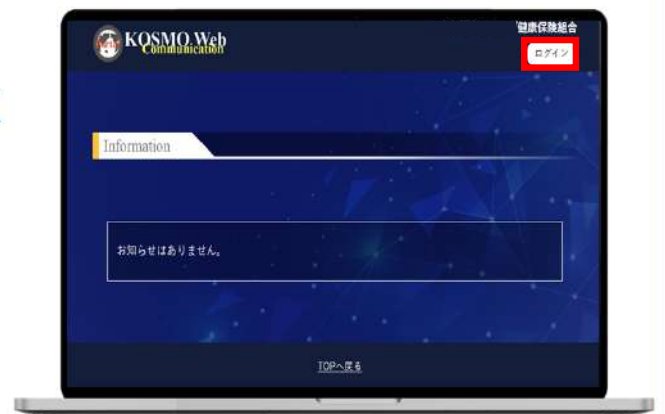 KOSMO Web
Communication
健康保険組合
ログイン
Information
お知らせはありません。
TOPへ戻る